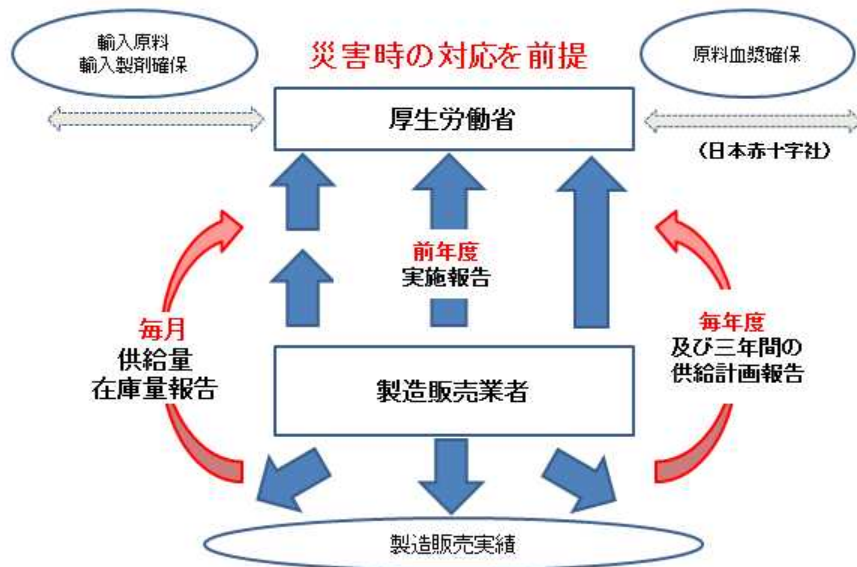 輸入原料
輸入製剤確保
災害時の対応を前提
原料血漿確保
厚生労働省
(日本赤十字社)
前年度
実施報告
毎月
供給量
在庫量報告
毎年度
及び三年間の
供給計画報告
製造販売業者
製造販売実績